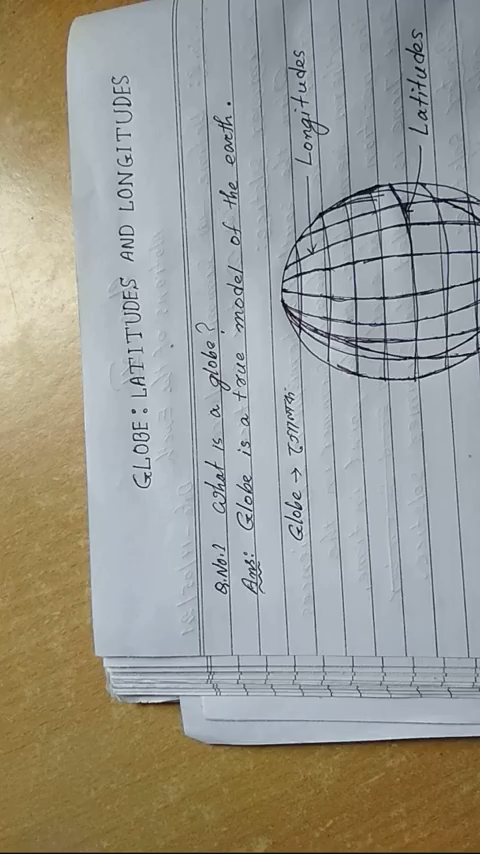 GLOBE: LATITUDES AND LONGITUDES
Q.No:1 What is a globe?
Ans: Globe is a true model of the earth.
Globe → গোলক
Longitudes
Latitudes